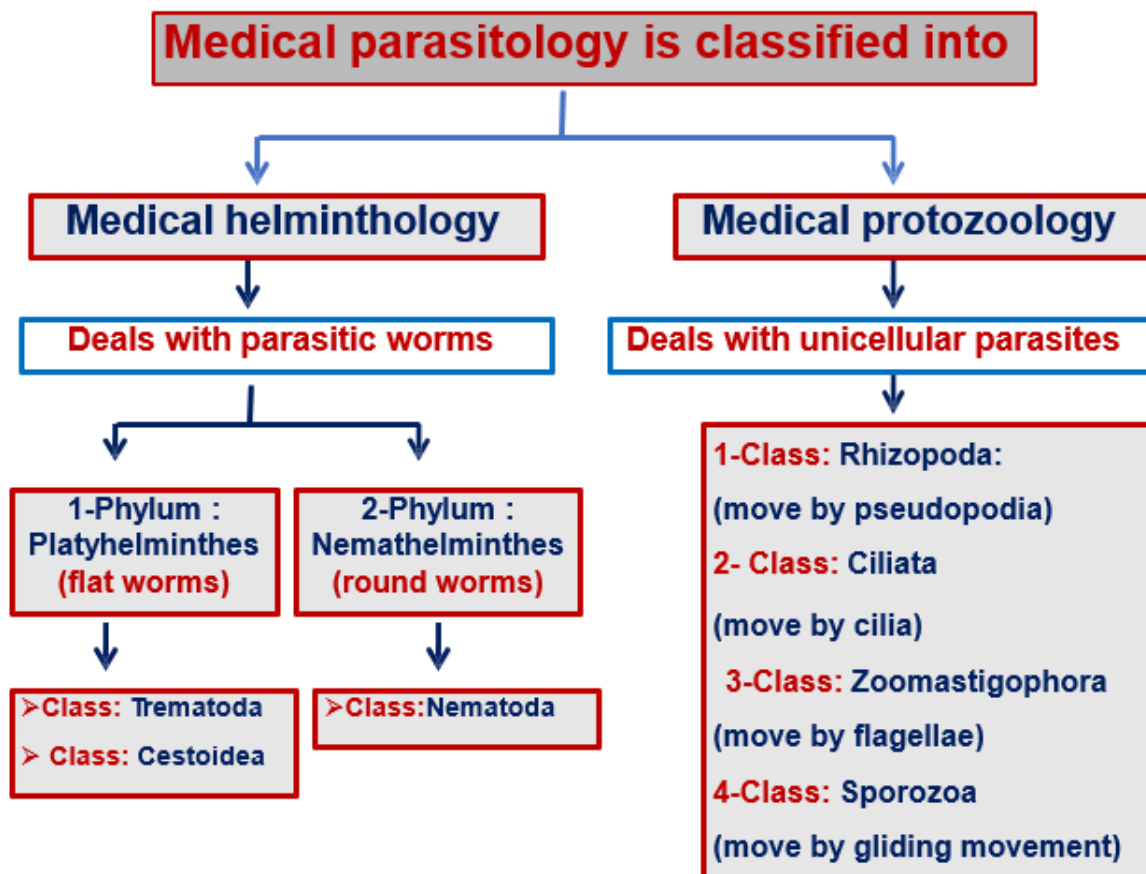 Medical parasitology is classified into
Medical helminthology
Deals with parasitic worms
1-Phylum :
Platyhelminthes
(flat worms)
➢Class: Trematoda
➢ Class: Cestoidea
2-Phylum :
Nemathelminthes
(round worms)
➢Class:Nematoda
Medical protozoology
Deals with unicellular parasites
1-Class: Rhizopoda:
(move by pseudopodia)
2- Class: Ciliata
(move by cilia)
3-Class: Zoomastigophora
(move by flagellae)
4-Class: Sporozoa
(move by gliding movement)